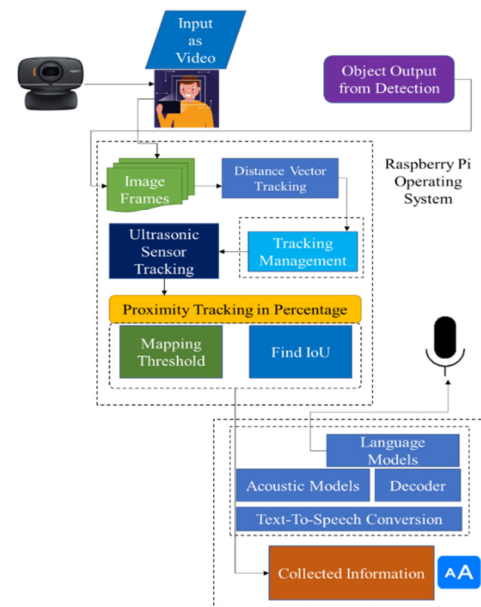 Input
as
Video
Object Output
from Detection
Raspberry Pi
Operating
System
Image
Frames
Distance Vector
Tracking
Ultrasonic
Sensor
Tracking
Tracking
Management
Proximity Tracking in Percentage
Mapping
Threshold
Find IoU
Language
Models
Acoustic Models
Decoder
Text-To-Speech Conversion
Collected Information
AA